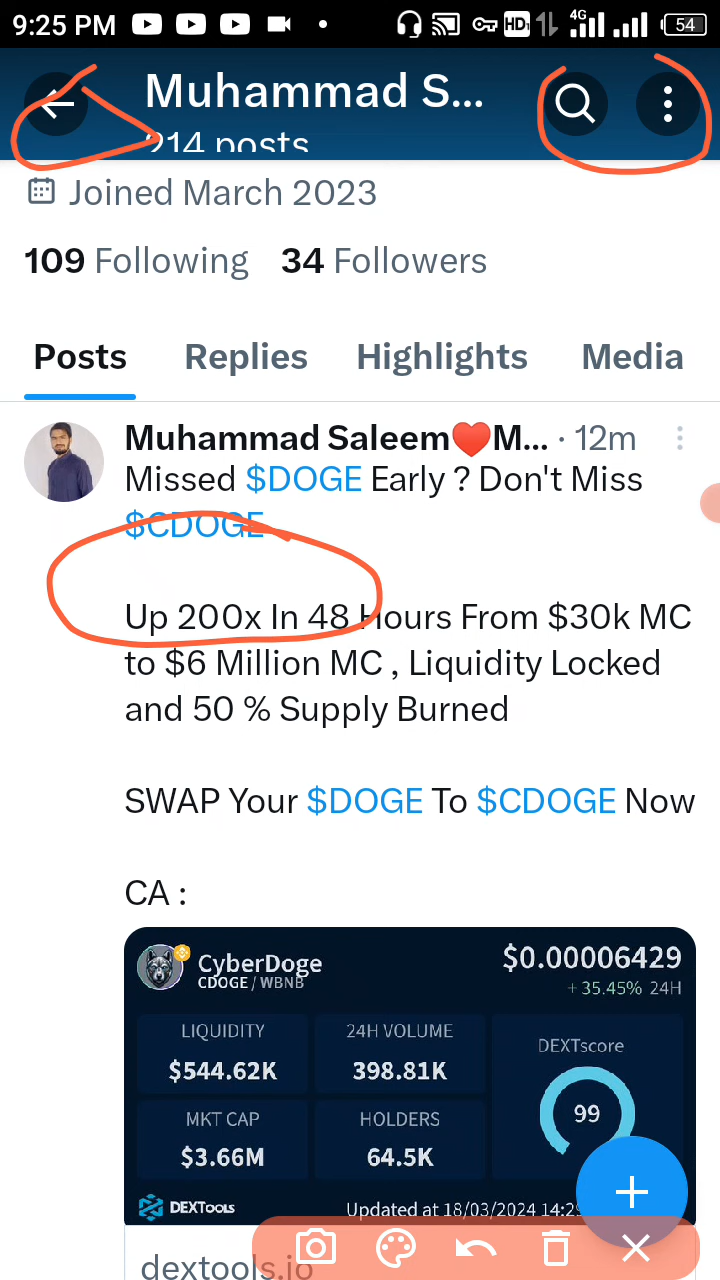 9:25 PM HD 4G 54
Muhammad S...
214 posts
Joined March 2023
109 Following 34 Followers
Posts Replies Highlights Media
Muhammad Saleem❤️M... · 12m
Missed $DOGE Early ? Don't Miss
$CDOGE
Up 200x In 48 Hours From $30k MC
to $6 Million MC , Liquidity Locked
and 50 % Supply Burned
SWAP Your $DOGE To $CDOGE Now
CA :
CyberDoge $0.00006429
CDOGE / WBNB +35.45% 24H
LIQUIDITY 24H VOLUME DEXTscore
$544.62K 398.81K 99
MKT CAP HOLDERS
$3.66M 64.5K
DEXTools Updated at 18/03/2024 14:2
dextools.io